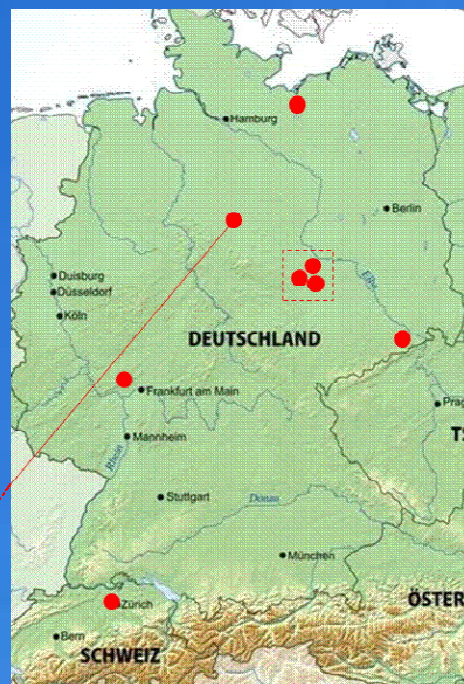 Hamburg
Berlin
Duisburg
Düsseldorf
Elbe
Köln
DEUTSCHLAND
Frankfurt am Main
Prag
Mannheim
TS
Rhein
Stuttgart
Donau
München
Zürich
ÖSTER
Bern
SCHWEIZ